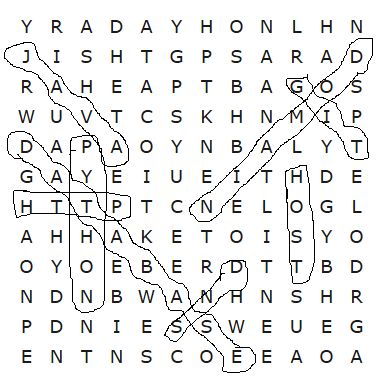 Y R A D A Y H O N L H N
J I S H T G P S A R A D
R A H E A P T B A G O S
W U V T C S K H N M I P
D A P A O Y N B A L Y T
G A Y E I U E I T H D E
H T T P T C N E L O G L
A H H A K E T O I S Y O
O Y O E B E R D T T B D
N D N B W A N H N S H R
P D N I E S S W E U E G
E N T N S C O E E A O A